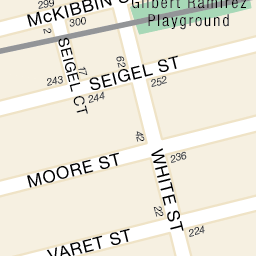 299
McKIBBIN S
300
Gilbert Ramirez
Playground
2
SEIGEL CT
17
62
SEIGEL ST
243
244
252
42
MOORE ST
WHITE ST
236
22
224
VARET ST